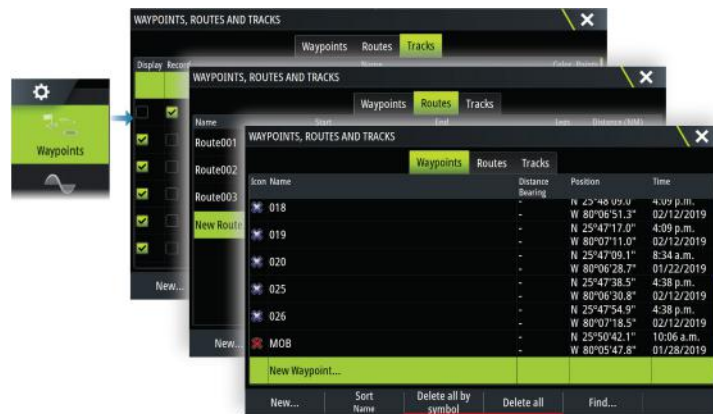 WAYPOINTS, ROUTES AND TRACKS
Waypoints Routes Tracks
Display Record Name Color Points
Waypoints
New...
WAYPOINTS, ROUTES AND TRACKS
Waypoints Routes Tracks
Name Start End Legs Distance (NM)
Route001
Route002
Route003
New Route
New...
WAYPOINTS, ROUTES AND TRACKS
Waypoints Routes Tracks
Icon Name Distance Bearing Position Time
018 - N 25°48'09.0" 4:09 p.m.
- W 80°06'51.3" 02/12/2019
019 - N 25°47'17.0" 4:09 p.m.
- W 80°07'11.0" 02/12/2019
020 - N 25°47'09.1" 8:34 a.m.
- W 80°06'28.7" 01/22/2019
025 - N 25°47'38.5" 4:38 p.m.
- W 80°06'30.8" 02/12/2019
026 - N 25°47'54.9" 4:38 p.m.
- W 80°07'18.5" 02/12/2019
MOB - N 25°50'42.1" 10:06 a.m.
- W 80°05'47.8" 01/28/2019
New Waypoint...
New... Sort Name Delete all by symbol Delete all Find...